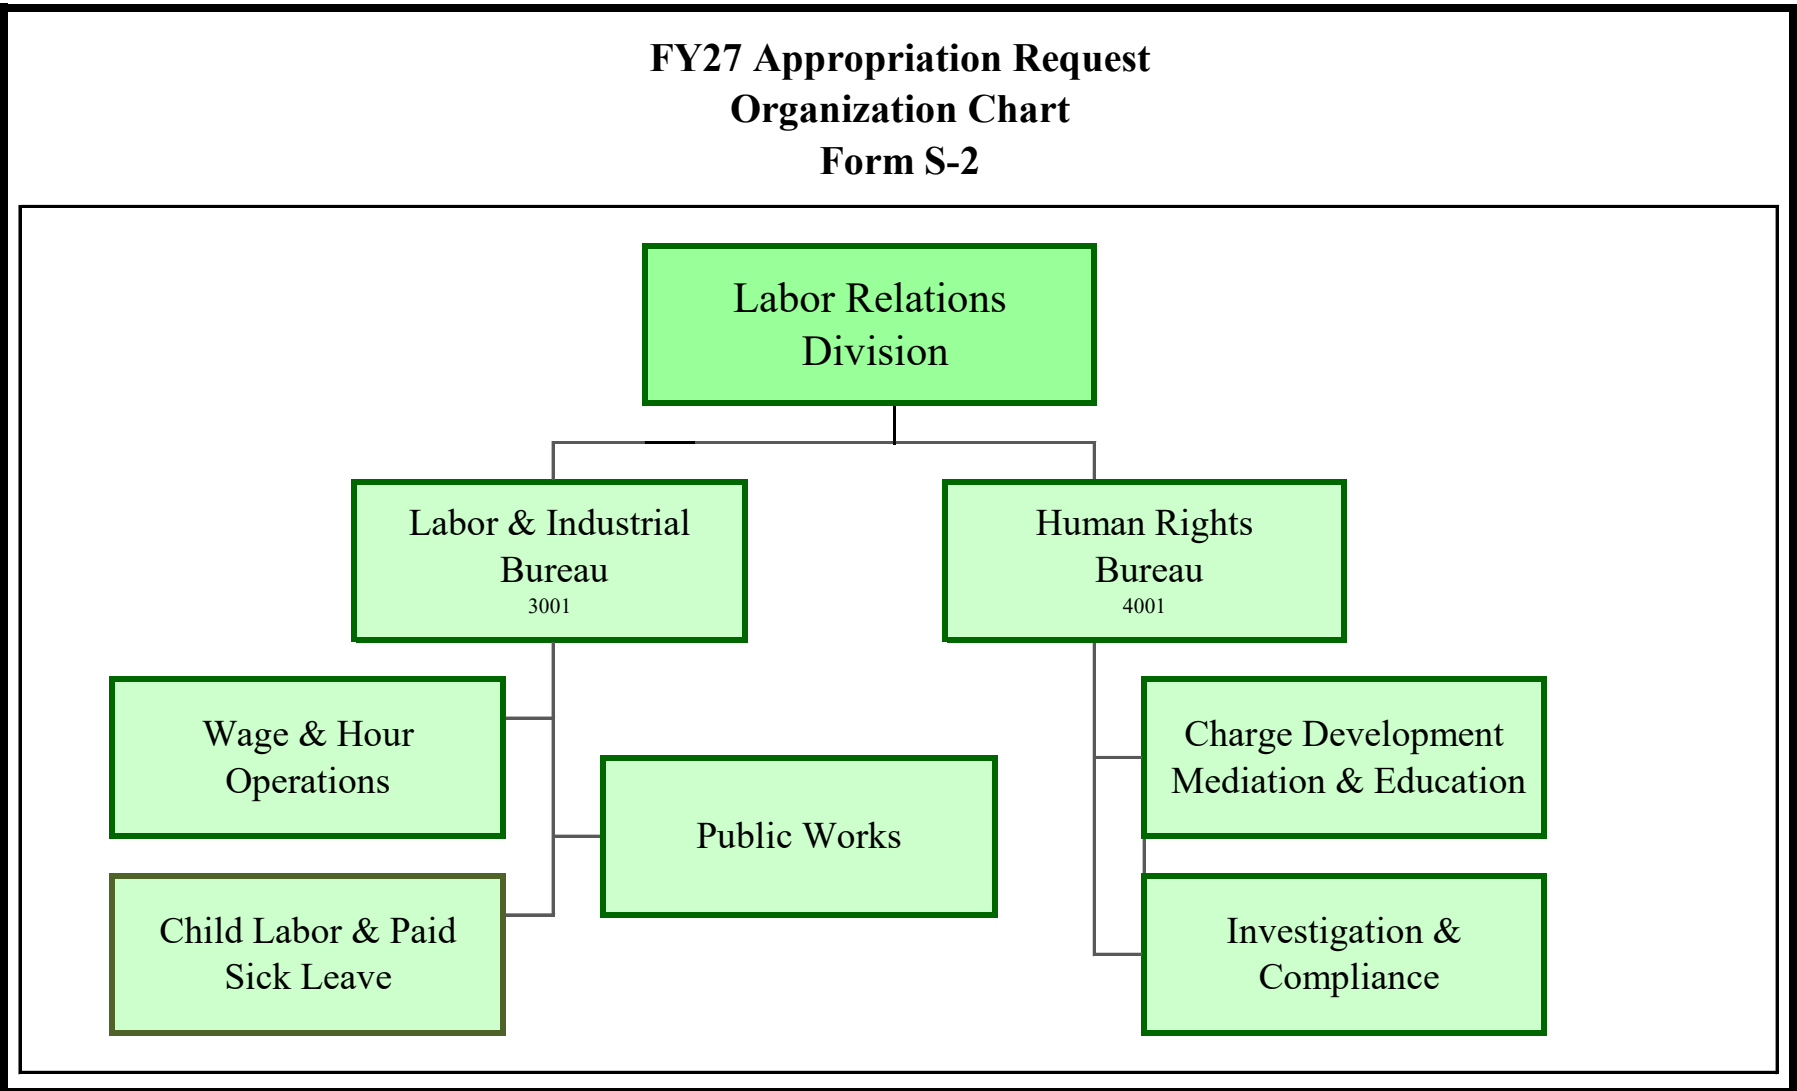 FY27 Appropriation Request
Organization Chart
Form S-2
Labor Relations
Division
Labor & Industrial
Bureau
3001
Human Rights
Bureau
4001
Wage & Hour
Operations
Public Works
Charge Development
Mediation & Education
Child Labor & Paid
Sick Leave
Investigation &
Compliance